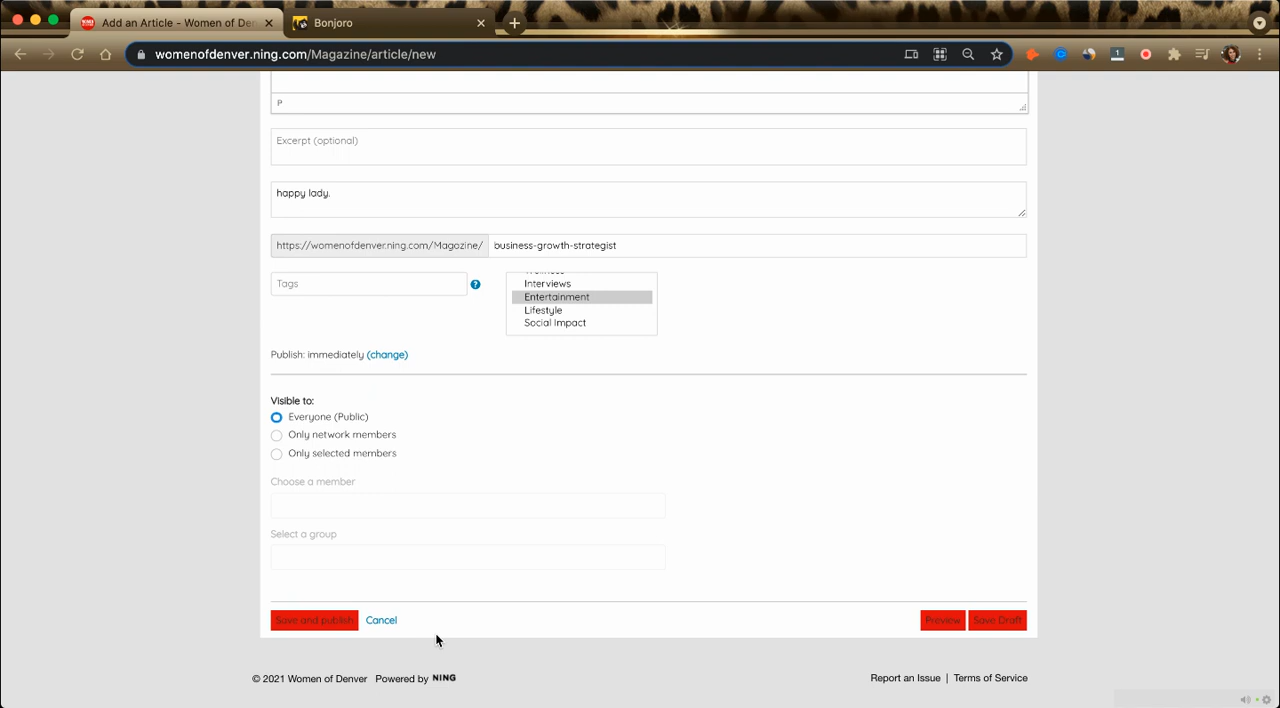 Add an Article - Women of Den
Bonjoro
womenofdenver.ning.com/Magazine/article/new
1
P
Excerpt (optional)
happy lady.
https://womenofdenver.ning.com/Magazine/ business-growth-strategist
Tags
?
Interviews
Entertainment
Lifestyle
Social Impact
Publish: immediately (change)
Visible to:
Everyone (Public)
Only network members
Only selected members
Choose a member
Select a group
Save and publish Cancel Preview Save Draft
© 2021 Women of Denver Powered by NING Report an Issue | Terms of Service